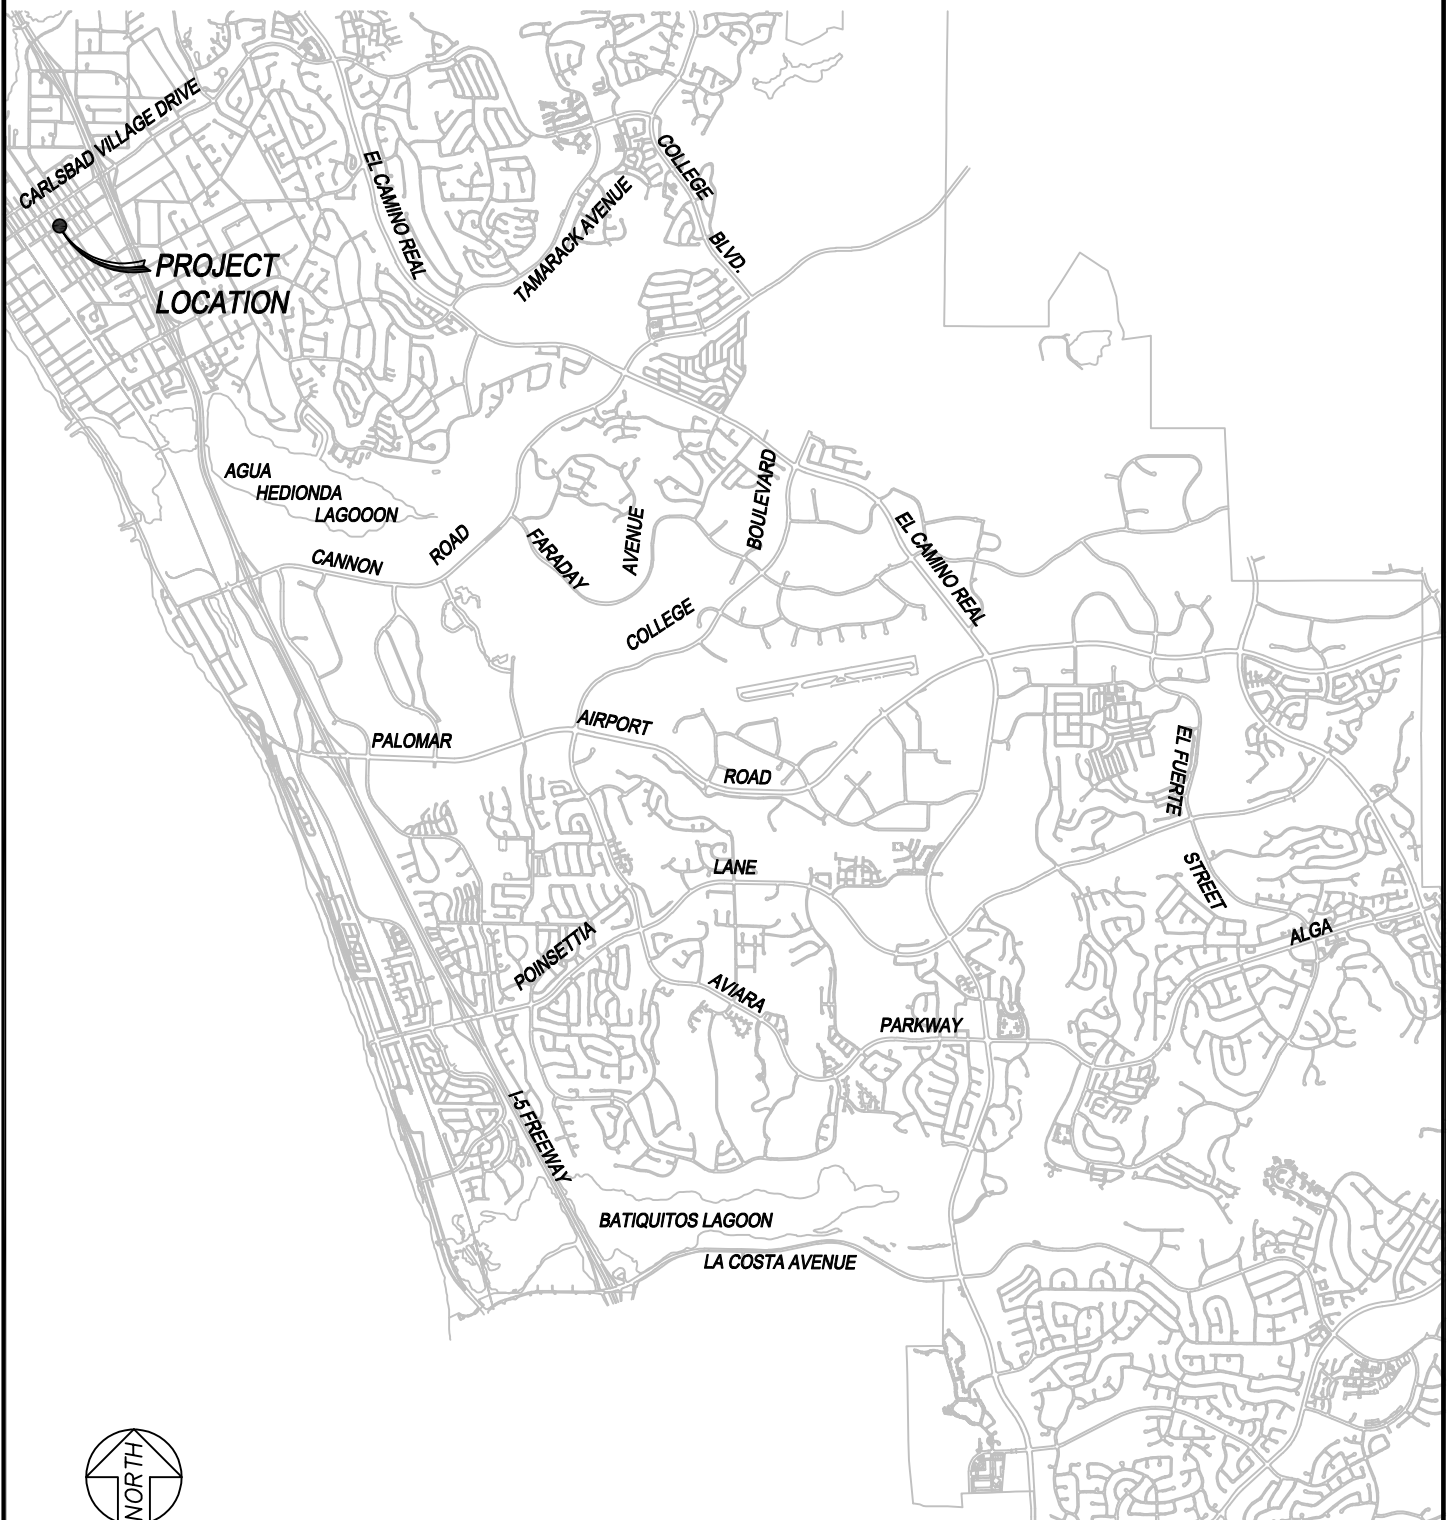 CARLSBAD VILLAGE DRIVE
EL CAMINO REAL
TAMARACK AVENUE
COLLEGE
BLVD.
PROJECT
LOCATION
AGUA
HEDIONDA
LAGOOON
CANNON
ROAD
FARADAY
AVENUE
BOULEVARD
COLLEGE
EL CAMINO REAL
PALOMAR
AIRPORT
ROAD
EL FUERTE
STREET
LANE
POINSETTIA
ALGA
AVIARA
PARKWAY
I-5 FREEWAY
BATIQUITOS LAGOON
LA COSTA AVENUE
NORTH